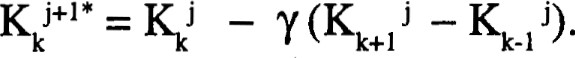 K_k^{j+1*} = K_k^j - γ (K_{k+1}^j - K_{k-1}^j).